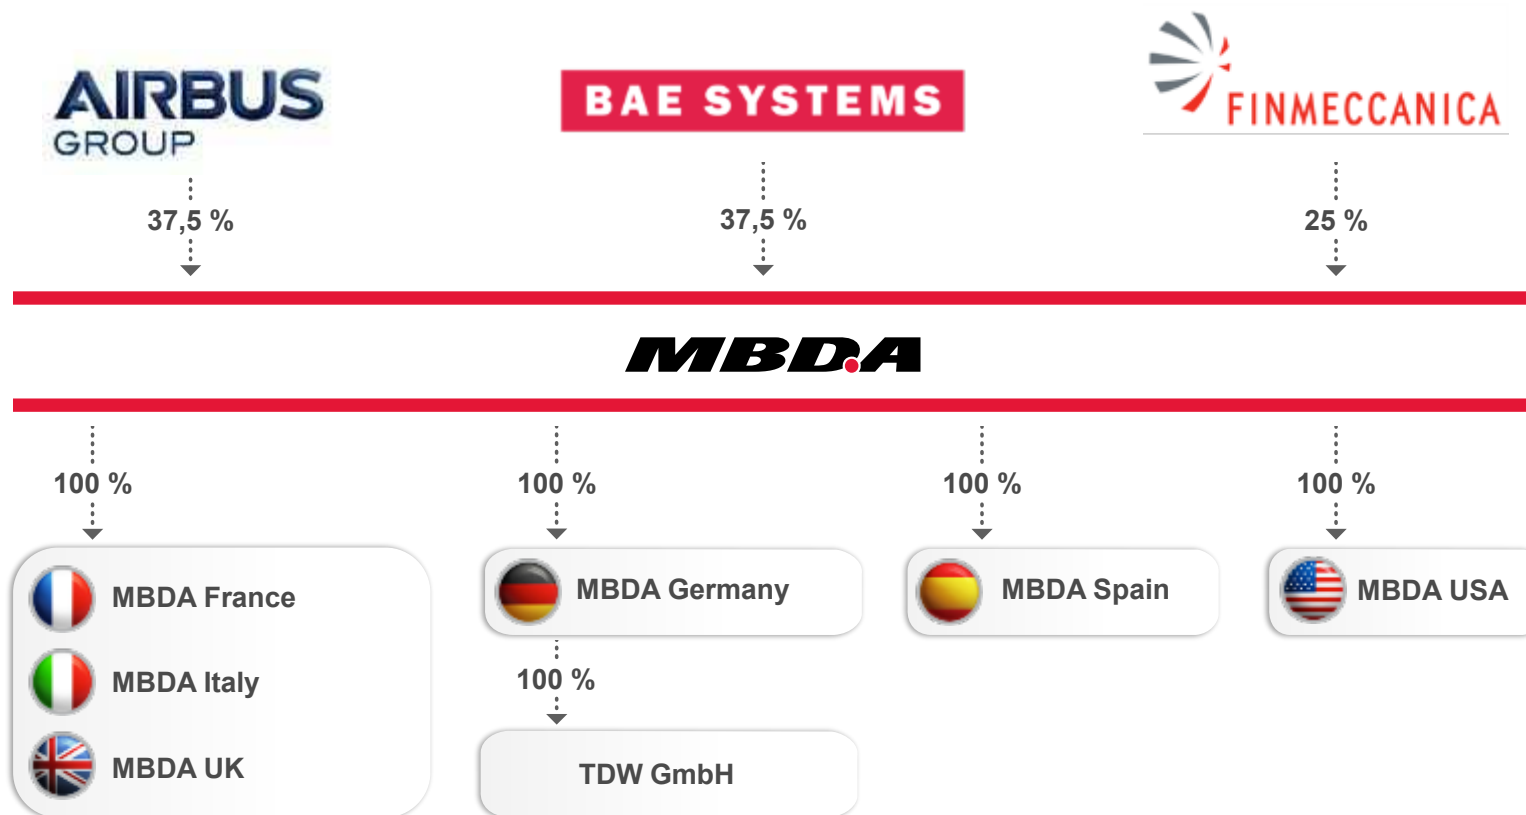 AIRBUS
GROUP
BAE SYSTEMS
FINMECCANICA
37,5 %
37,5 %
25 %
MBDA
100 %
100 %
100 %
100 %
MBDA France
MBDA Italy
MBDA UK
MBDA Germany
100 %
TDW GmbH
MBDA Spain
MBDA USA